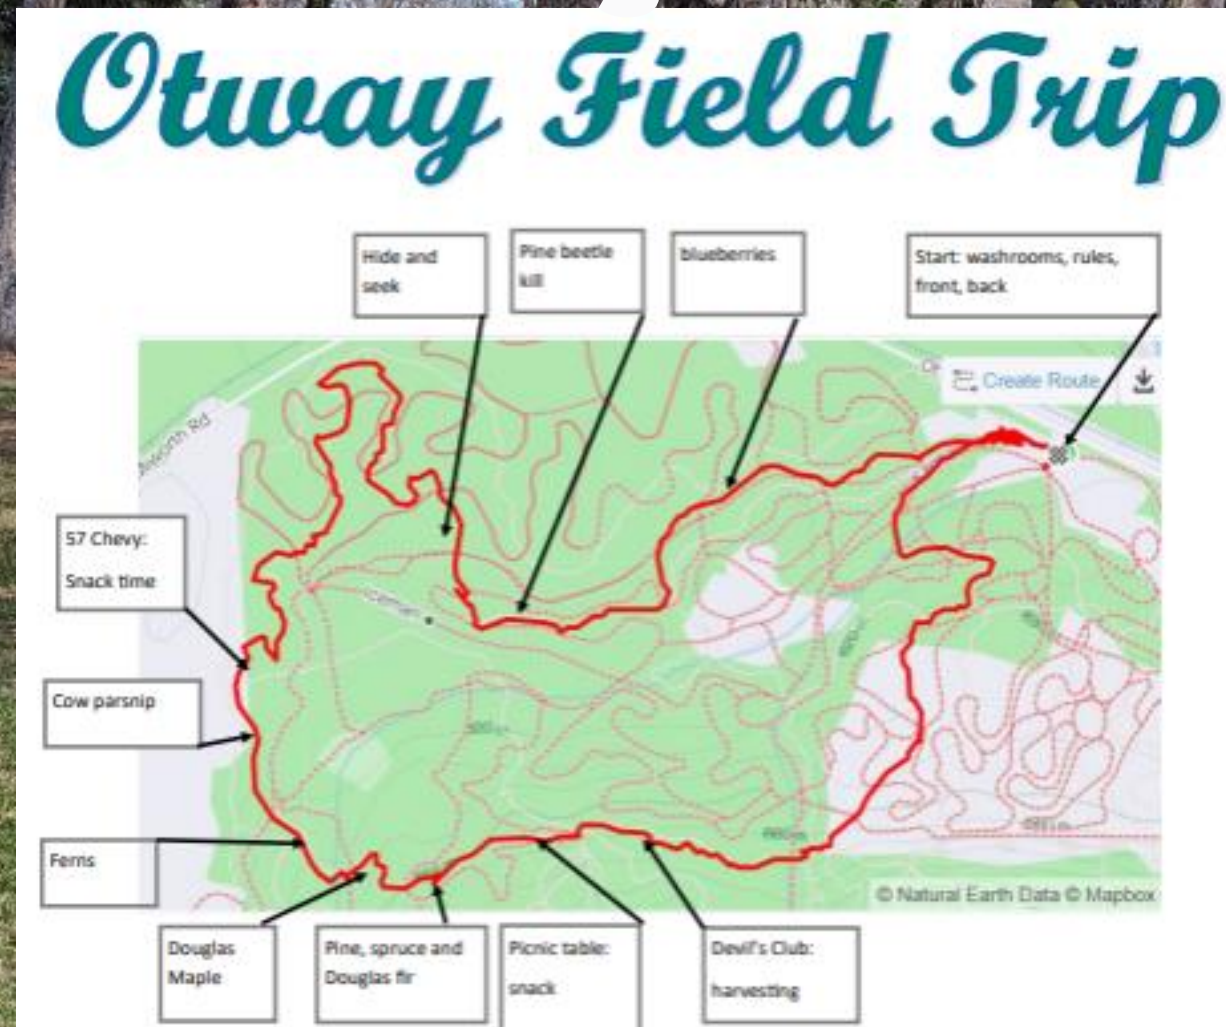 Otway Field Trip
Hide and
seek
Pine beetle
kill
blueberries
Start: washrooms, rules,
front, back
Create Route
57 Chevy:
Snack time
Cow parsnip
Ferns
© Natural Earth Data © Mapbox
Douglas
Maple
Pine, spruce and
Douglas fir
Picnic table:
snack
Devil's Club:
harvesting